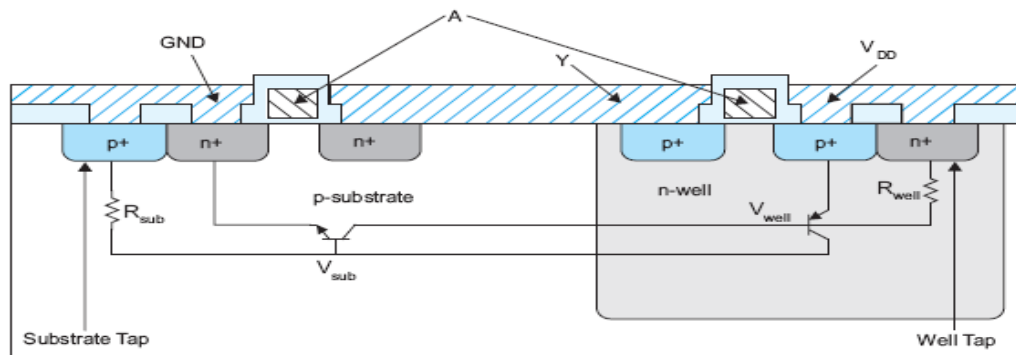 A
GND
Y
VDD
p+
n+
n+
p+
p+
n+
p-substrate
n-well
Rsub
Vwell
Rwell
Vsub
Substrate Tap
Well Tap